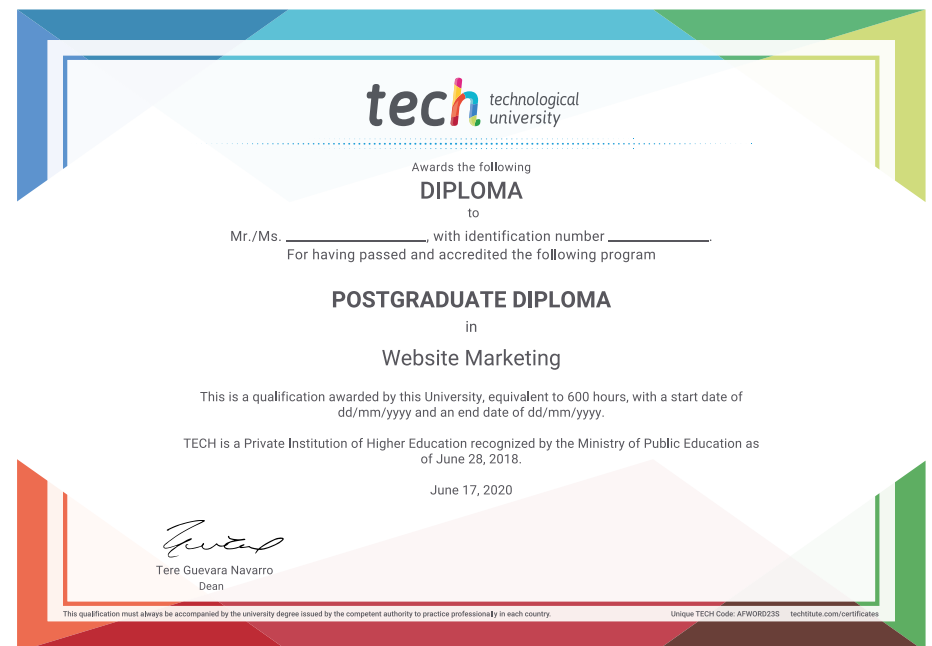 tech technological
university
Awards the following
DIPLOMA
to
Mr./Ms. ____________________, with identification number ______________.
For having passed and accredited the following program
POSTGRADUATE DIPLOMA
in
Website Marketing
This is a qualification awarded by this University, equivalent to 600 hours, with a start date of
dd/mm/yyyy and an end date of dd/mm/yyyy.
TECH is a Private Institution of Higher Education recognized by the Ministry of Public Education as
of June 28, 2018.
June 17, 2020
Tere Guevara Navarro
Dean
This qualification must always be accompanied by the university degree issued by the competent authority to practice professionally in each country. Unique TECH Code: AFWORD23S techtitute.com/certificates